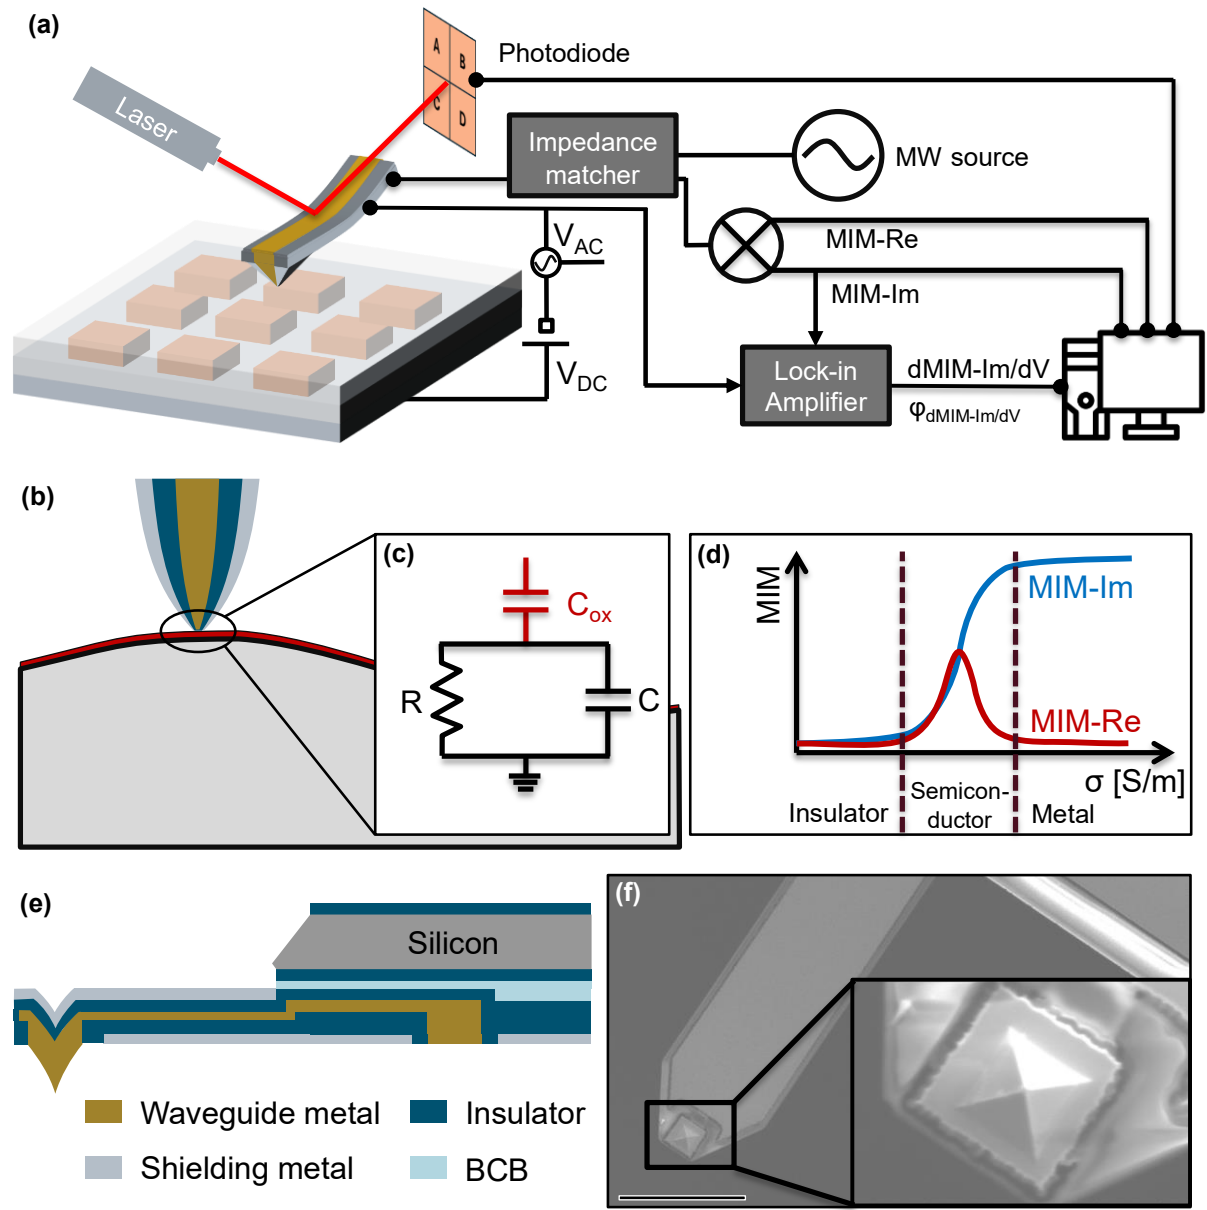 (a)
A
B
C
D
Photodiode
Laser
Impedance
matcher
MW source
V_AC
MIM-Re
MIM-Im
V_DC
Lock-in
Amplifier
dMIM-Im/dV
φ_dMIM-Im/dV
(b)
(c)
C_ox
R
C
(d)
MIM
MIM-Im
MIM-Re
σ [S/m]
Insulator
Semicon-
ductor
Metal
(e)
Silicon
Waveguide metal
Insulator
Shielding metal
BCB
(f)